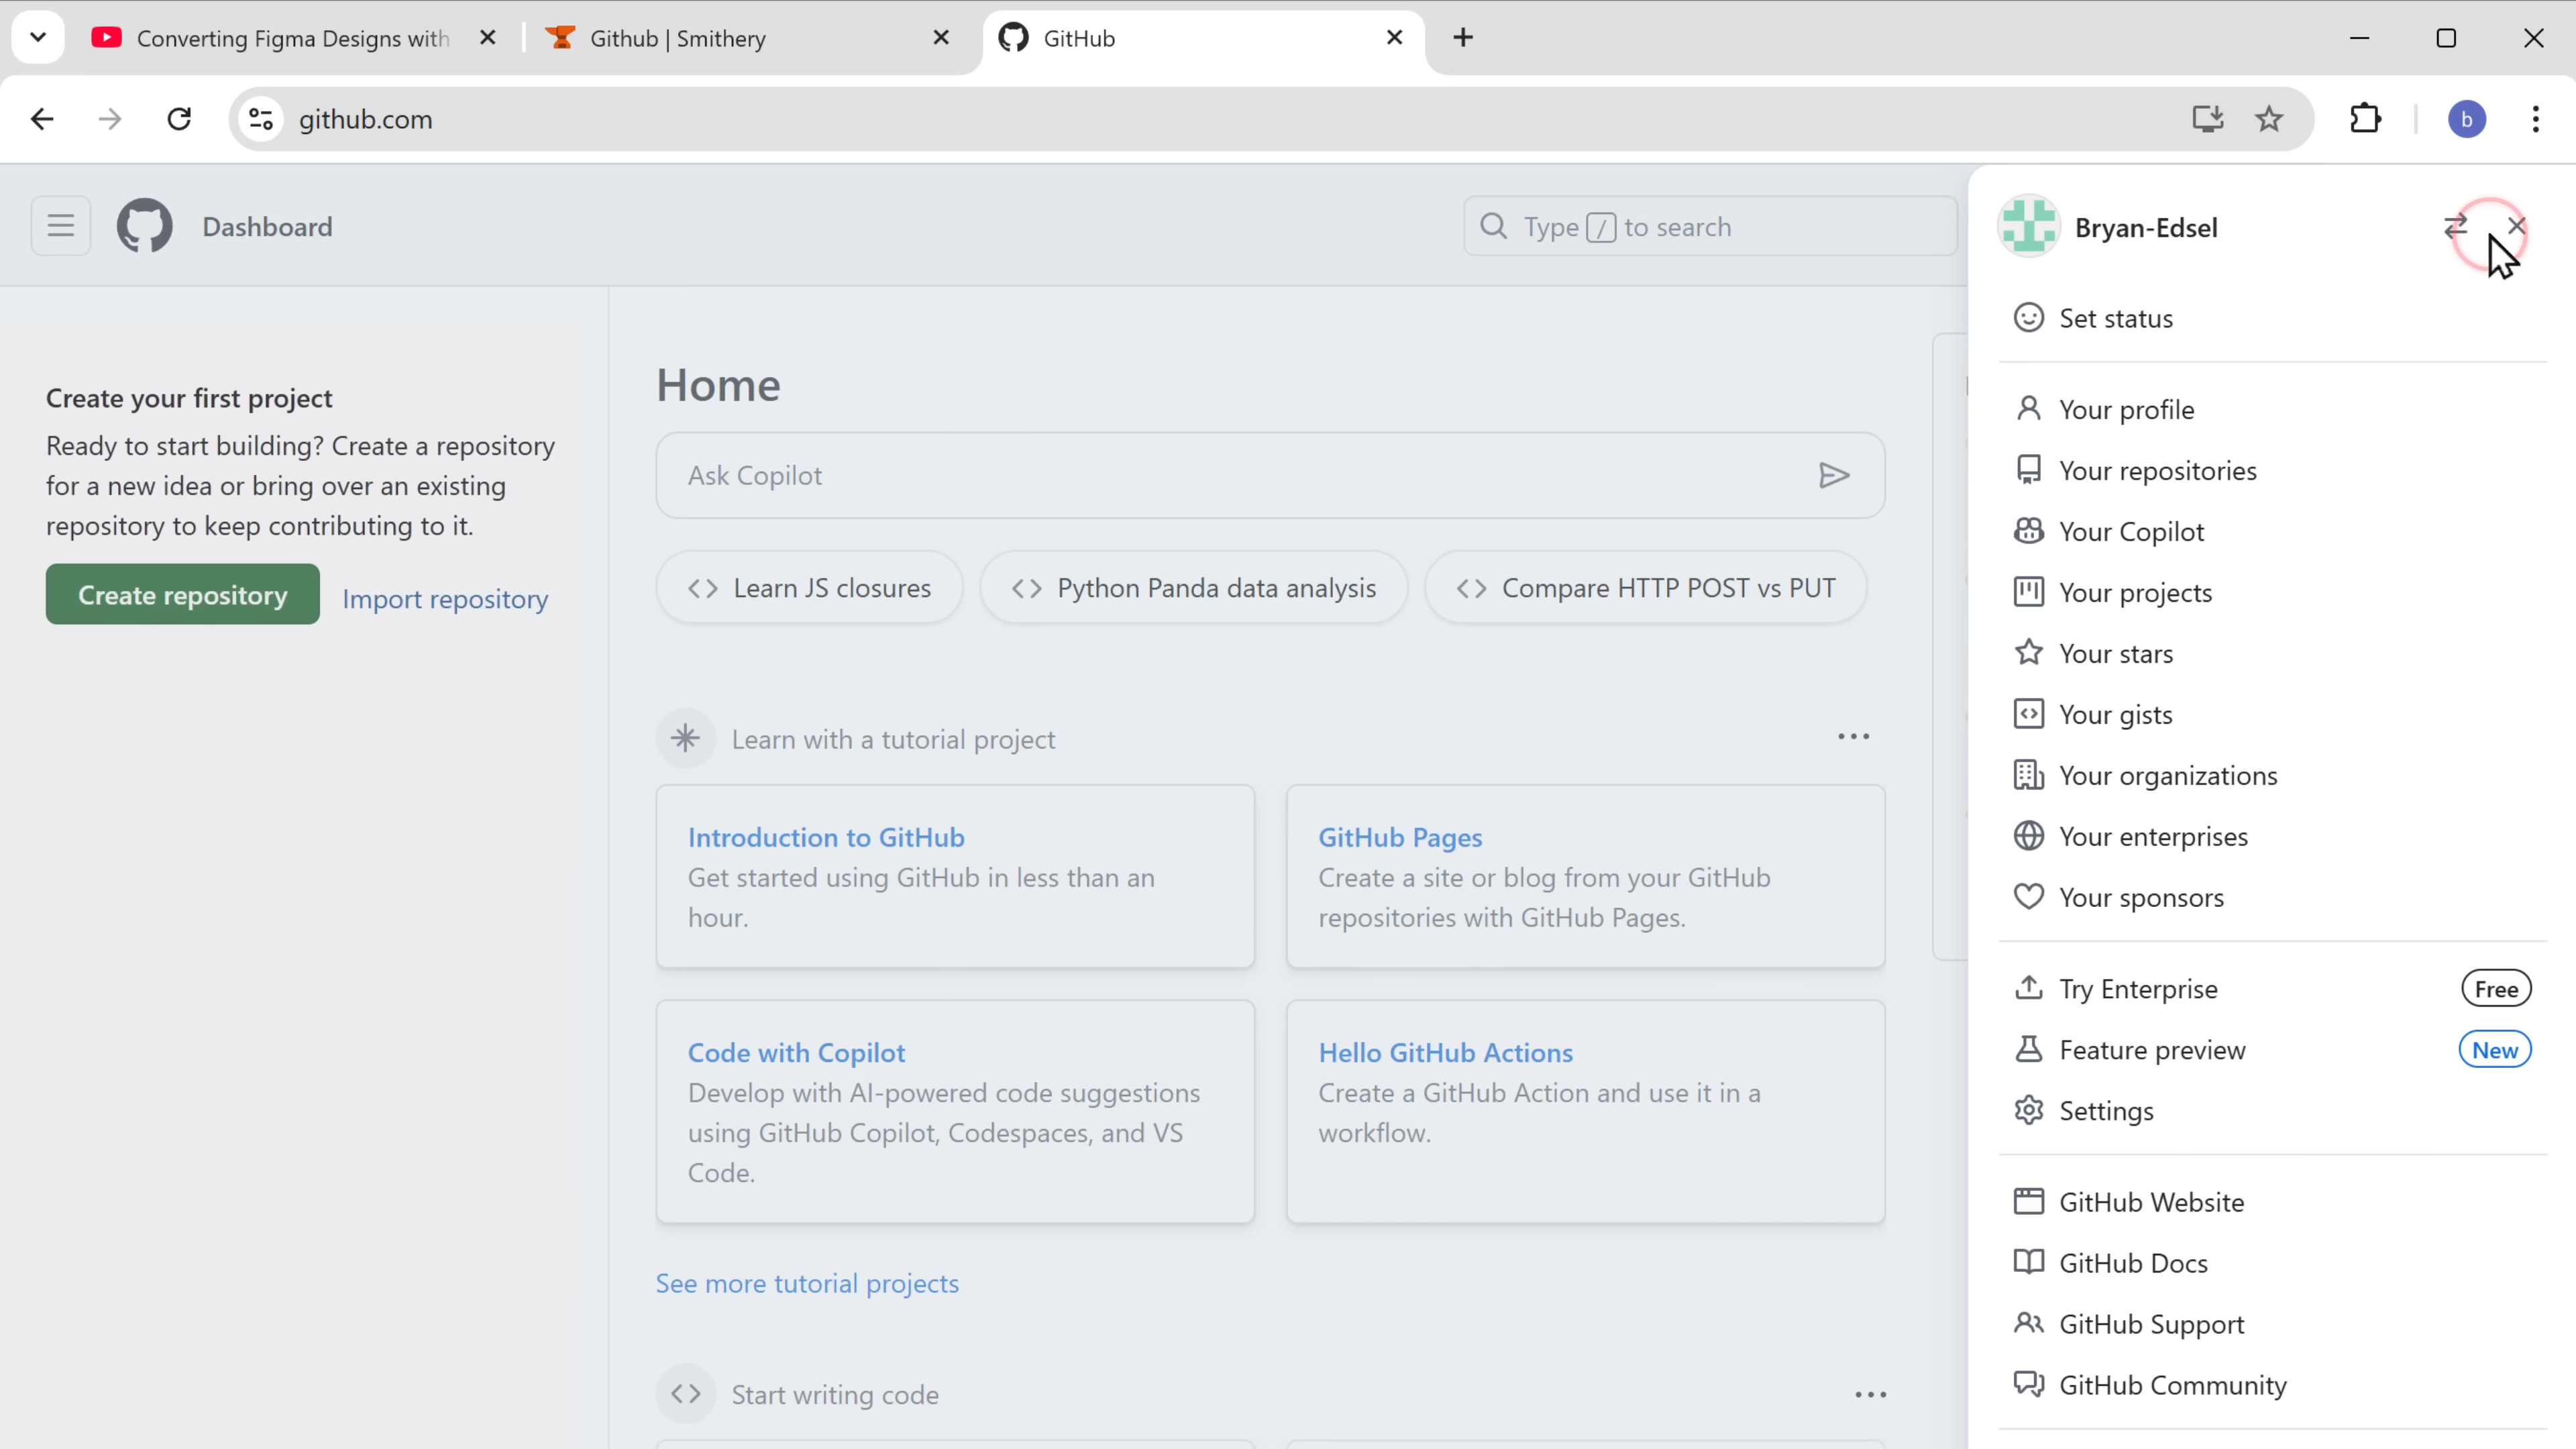 Converting Figma Designs with
Github | Smithery
GitHub
github.com
b
Dashboard
Type / to search
Bryan-Edsel
Set status
Create your first project
Ready to start building? Create a repository
for a new idea or bring over an existing
repository to keep contributing to it.
Create repository
Import repository
Home
Ask Copilot
Learn JS closures
Python Panda data analysis
Compare HTTP POST vs PUT
Learn with a tutorial project
Introduction to GitHub
Get started using GitHub in less than an
hour.
GitHub Pages
Create a site or blog from your GitHub
repositories with GitHub Pages.
Code with Copilot
Develop with AI-powered code suggestions
using GitHub Copilot, Codespaces, and VS
Code.
Hello GitHub Actions
Create a GitHub Action and use it in a
workflow.
See more tutorial projects
Start writing code
Your profile
Your repositories
Your Copilot
Your projects
Your stars
Your gists
Your organizations
Your enterprises
Your sponsors
Try Enterprise
Free
Feature preview
New
Settings
GitHub Website
GitHub Docs
GitHub Support
GitHub Community